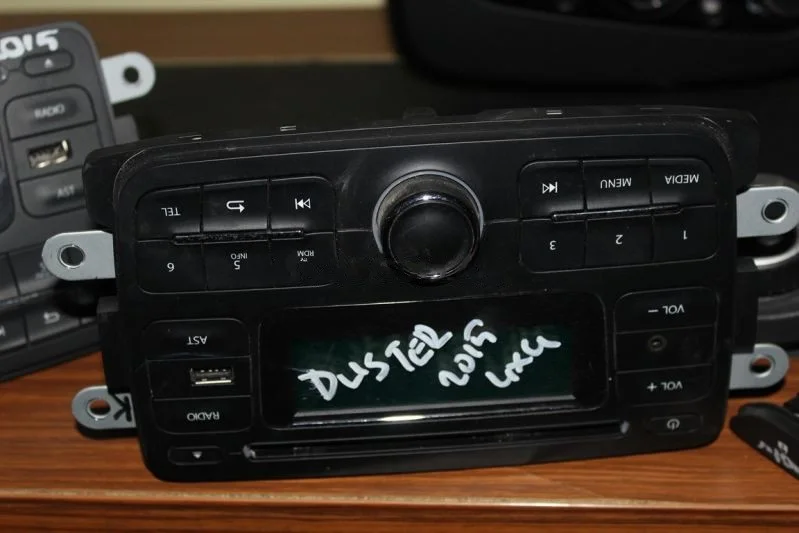 2015
RADIO
AST
TEL
MENU
MEDIA
6
5
INFO
RDM
3
2
1
AST
VOL -
DUSTER
2015
4X4
RADIO
VOL +